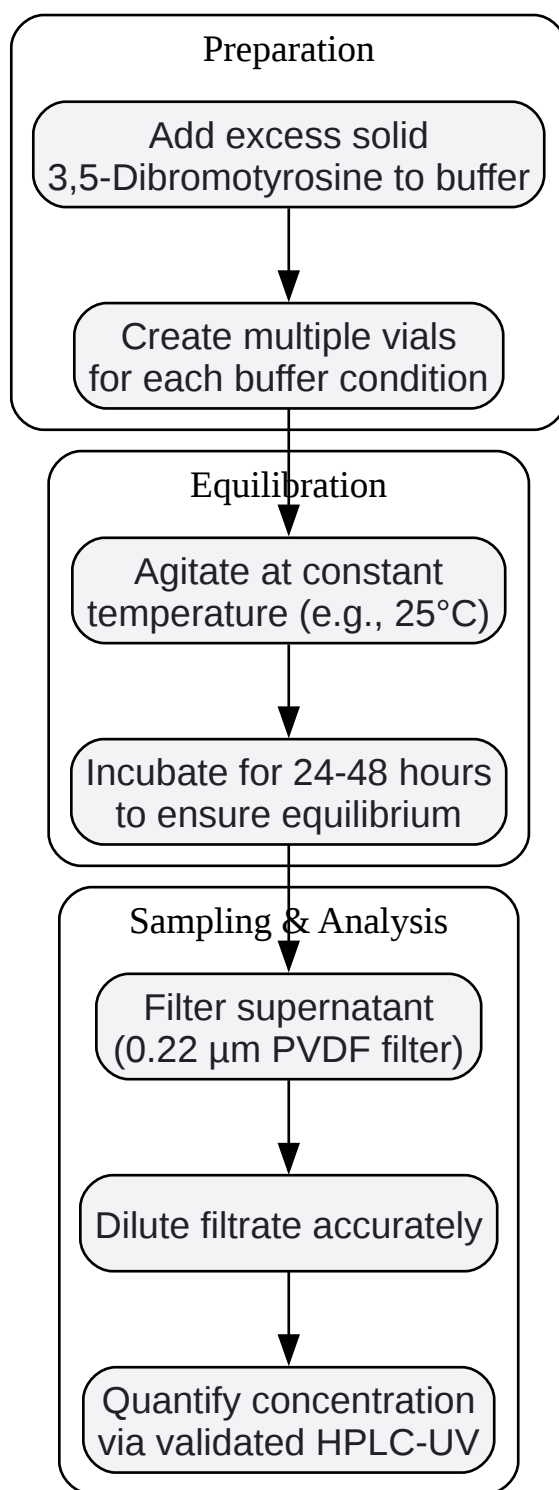 Preparation
Add excess solid
3,5-Dibromotyrosine to buffer
Create multiple vials
for each buffer condition
Equilibration
Agitate at constant
temperature (e.g., 25°C)
Incubate for 24-48 hours
to ensure equilibrium
Sampling & Analysis
Filter supernatant
(0.22 µm PVDF filter)
Dilute filtrate accurately
Quantify concentration
via validated HPLC-UV